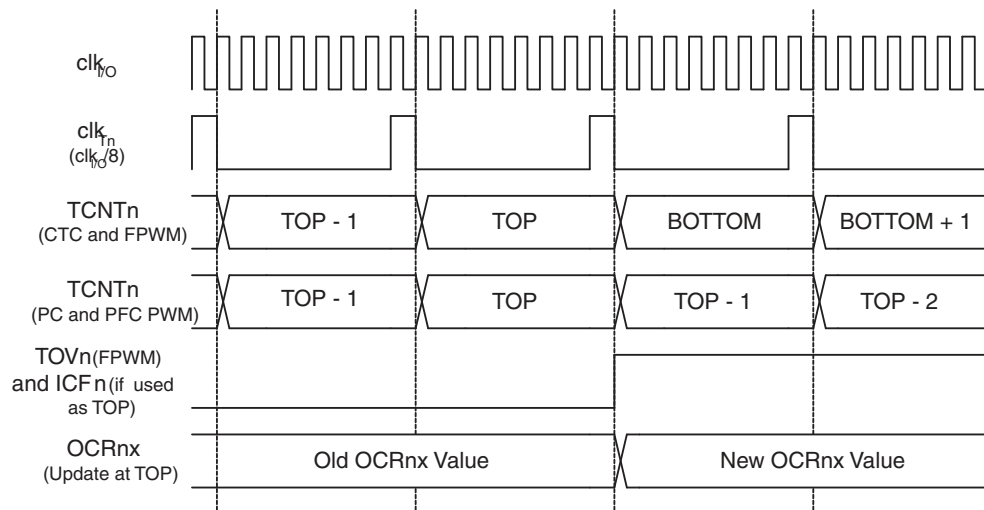 clkI/O
clkTn
(clkI/O/8)
TCNTn
(CTC and FPWM)
TOP - 1
TOP
BOTTOM
BOTTOM + 1
TCNTn
(PC and PFC PWM)
TOP - 1
TOP
TOP - 1
TOP - 2
TOVn(FPWM)
and ICFn(if used
as TOP)
OCRnx
(Update at TOP)
Old OCRnx Value
New OCRnx Value